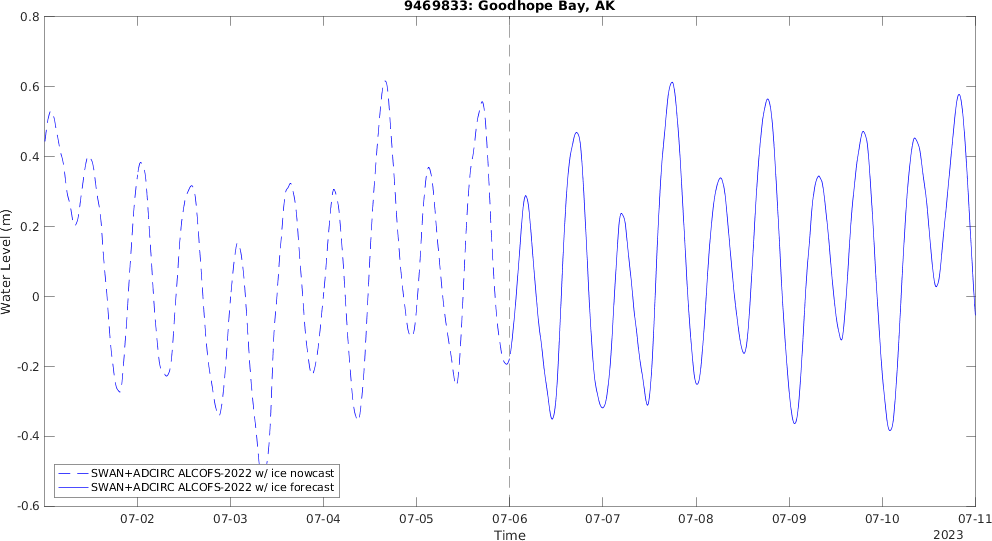 9469833: Goodhope Bay, AK
0.8
0.6
0.4
0.2
0
-0.2
-0.4
-0.6
Water Level (m)
SWAN+ADCIRC ALCOFS-2022 w/ ice nowcast
SWAN+ADCIRC ALCOFS-2022 w/ ice forecast
07-02 07-03 07-04 07-05 07-06 07-07 07-08 07-09 07-10 07-11
Time
2023